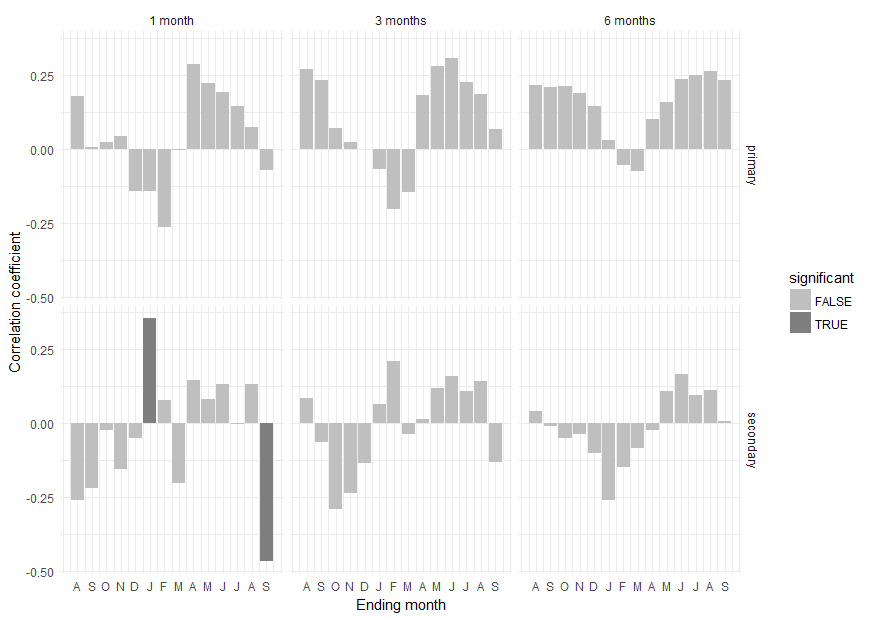 1 month 3 months 6 months
0.25
0.00
-0.25
-0.50
primary
0.25
0.00
-0.25
-0.50
secondary
Correlation coefficient
A S O N D J F M A M J J A S A S O N D J F M A M J J A S A S O N D J F M A M J J A S
Ending month
significant
FALSE
TRUE